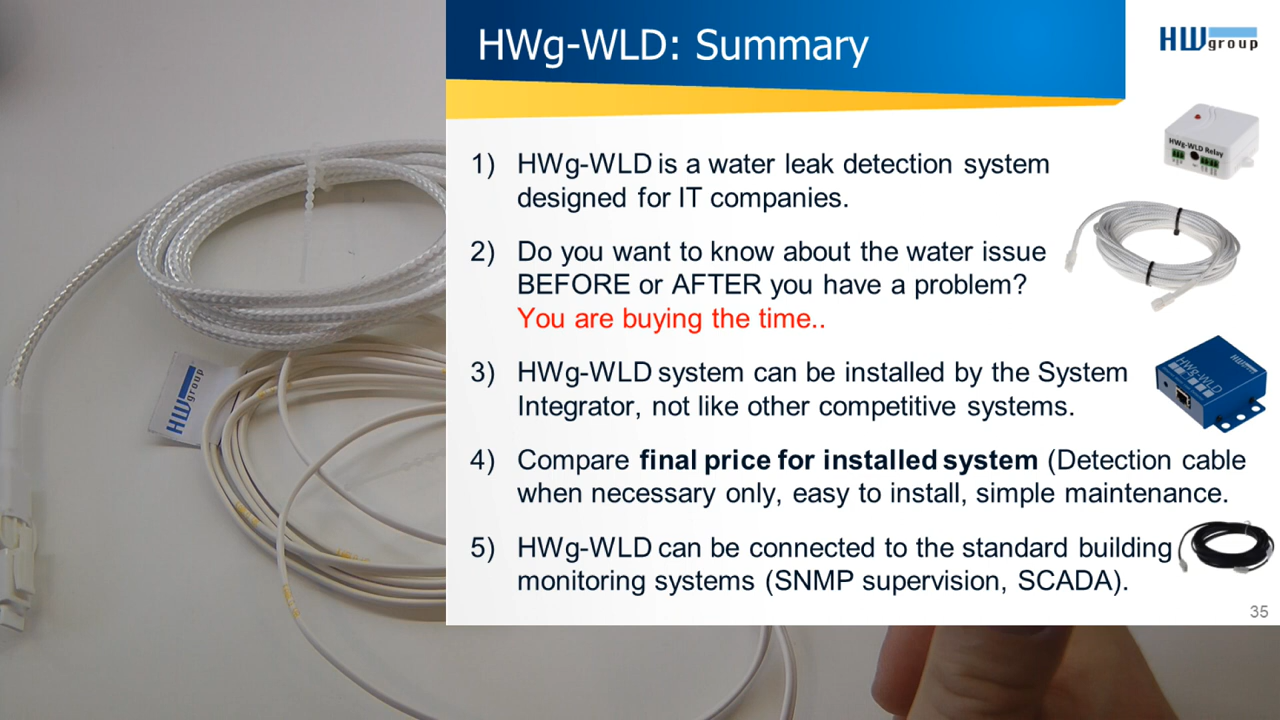 HWg-WLD: Summary
HW group
HWg-WLD Relay
1) HWg-WLD is a water leak detection system
designed for IT companies.
2) Do you want to know about the water issue
BEFORE or AFTER you have a problem?
You are buying the time..
3) HWg-WLD system can be installed by the System
Integrator, not like other competitive systems.
HWg-WLD
4) Compare final price for installed system (Detection cable
when necessary only, easy to install, simple maintenance.
5) HWg-WLD can be connected to the standard building
monitoring systems (SNMP supervision, SCADA).
35
HW group